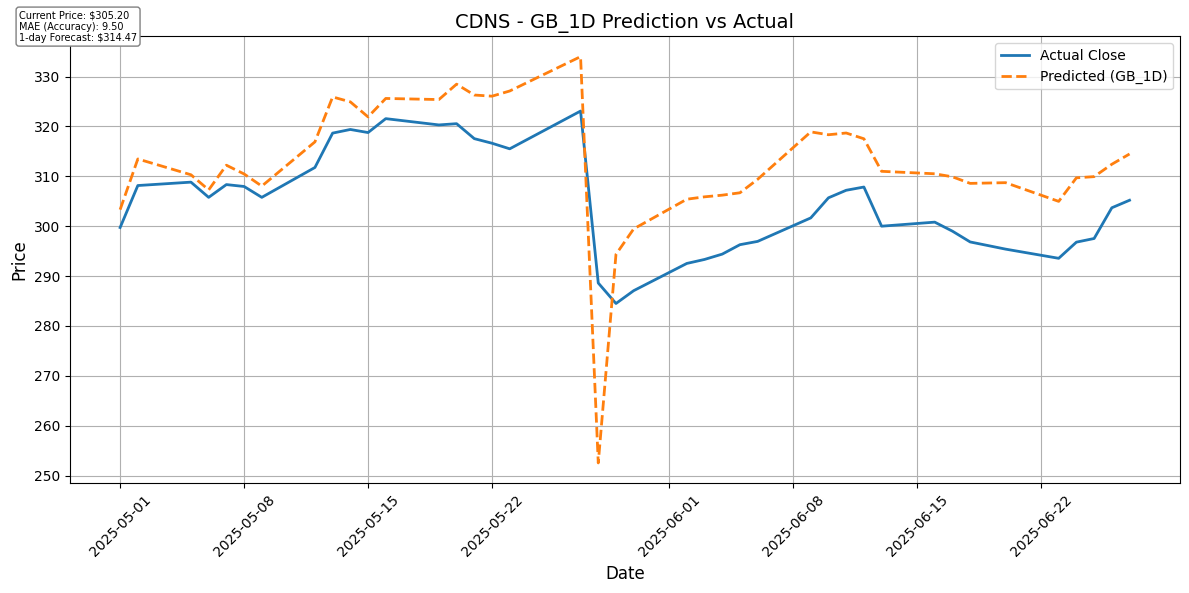 CDNS - GB_1D Prediction vs Actual
Current Price: $305.20
MAE (Accuracy): 9.50
1-day Forecast: $314.47
Actual Close
Predicted (GB_1D)
Price
330
320
310
300
290
280
270
260
250
2025-05-01
2025-05-08
2025-05-15
2025-05-22
2025-06-01
2025-06-08
2025-06-15
2025-06-22
Date